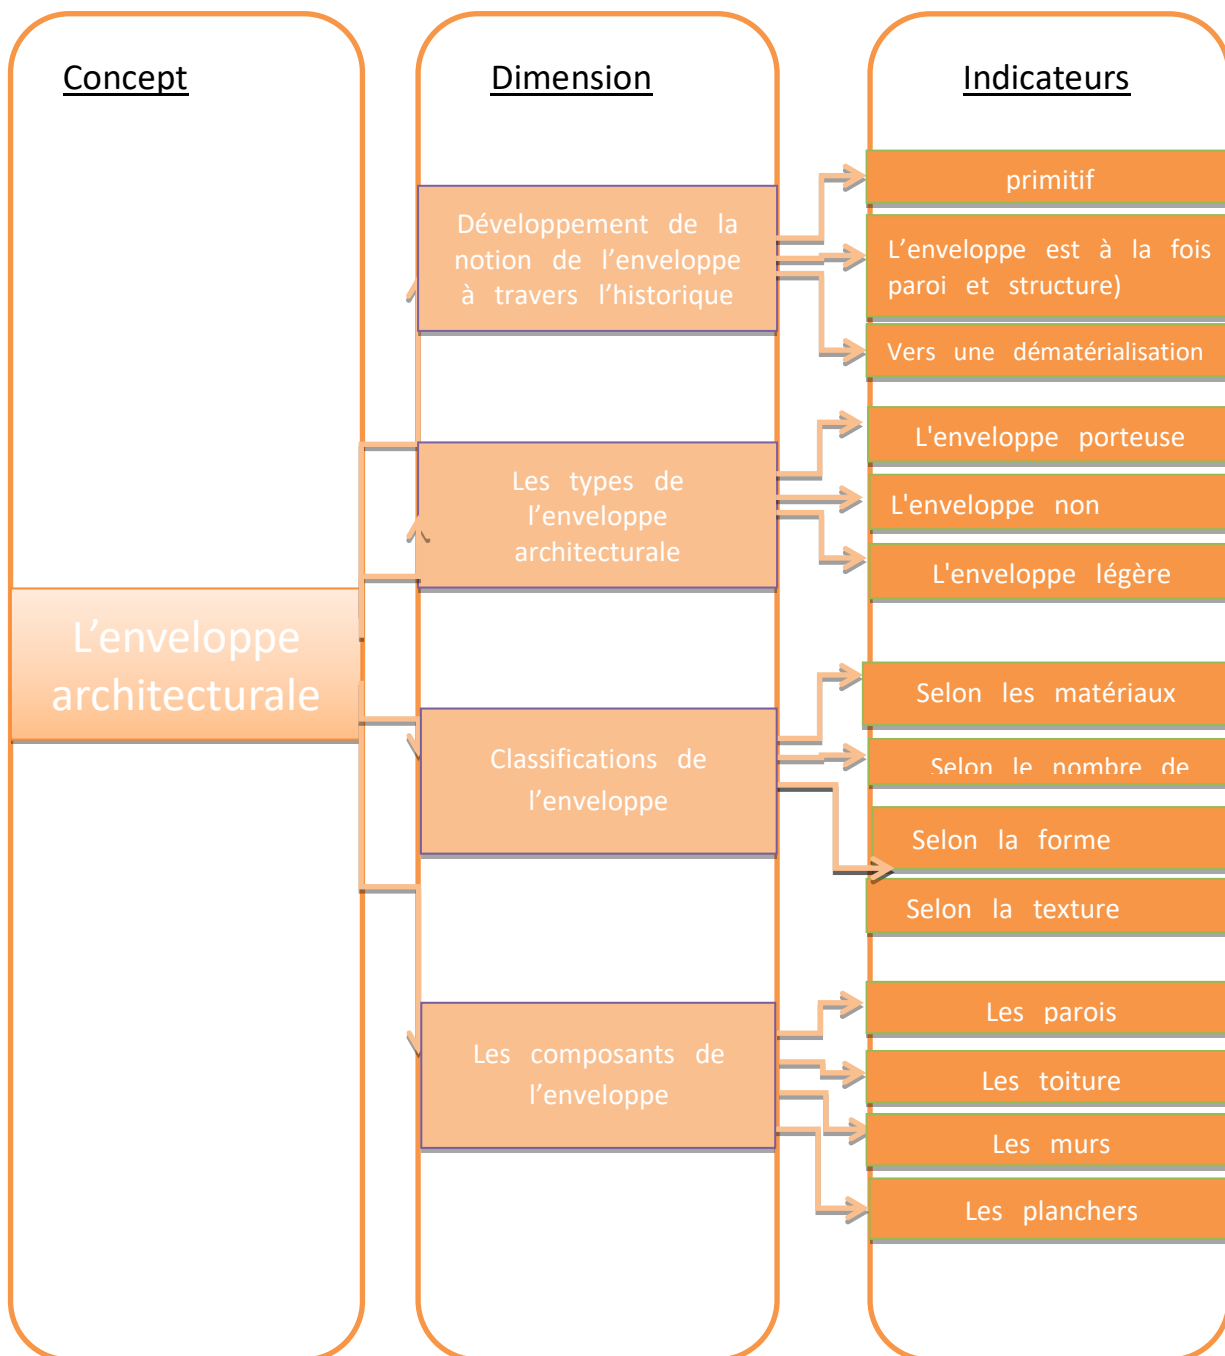 Concept
Dimension
Indicateurs
L’enveloppe
architecturale
Développement de la
notion de l’enveloppe
à travers l’historique
Les types de
l’enveloppe
architecturale
Classifications de
l’enveloppe
Les composants de
l’enveloppe
primitif
L’enveloppe est à la fois
paroi et structure)
Vers une dématérialisation
L'enveloppe porteuse
L'enveloppe non
L'enveloppe légère
Selon les matériaux
Selon le nombre de
Selon la forme
Selon la texture
Les parois
Les toiture
Les murs
Les planchers